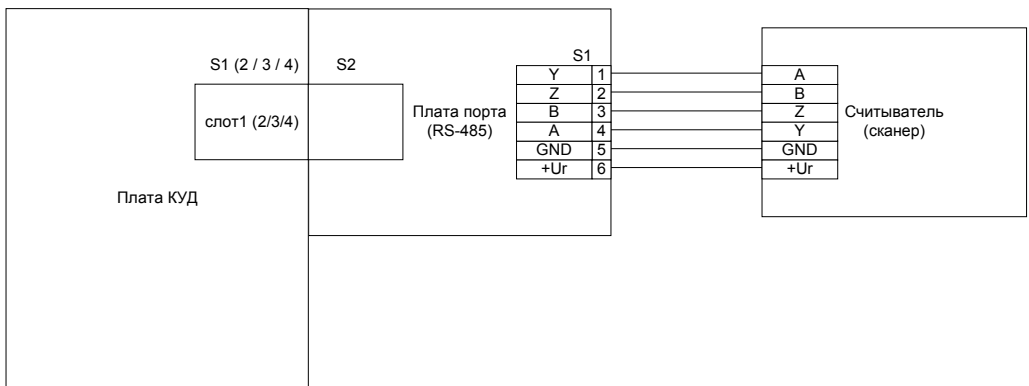 S1 (2 / 3 / 4)
S2
слот1 (2/3/4)
Плата КУД
Плата порта
(RS-485)
S1
Y 1
Z 2
B 3
A 4
GND 5
+Ur 6
A
B
Z
Y
GND
+Ur
Считыватель
(сканер)